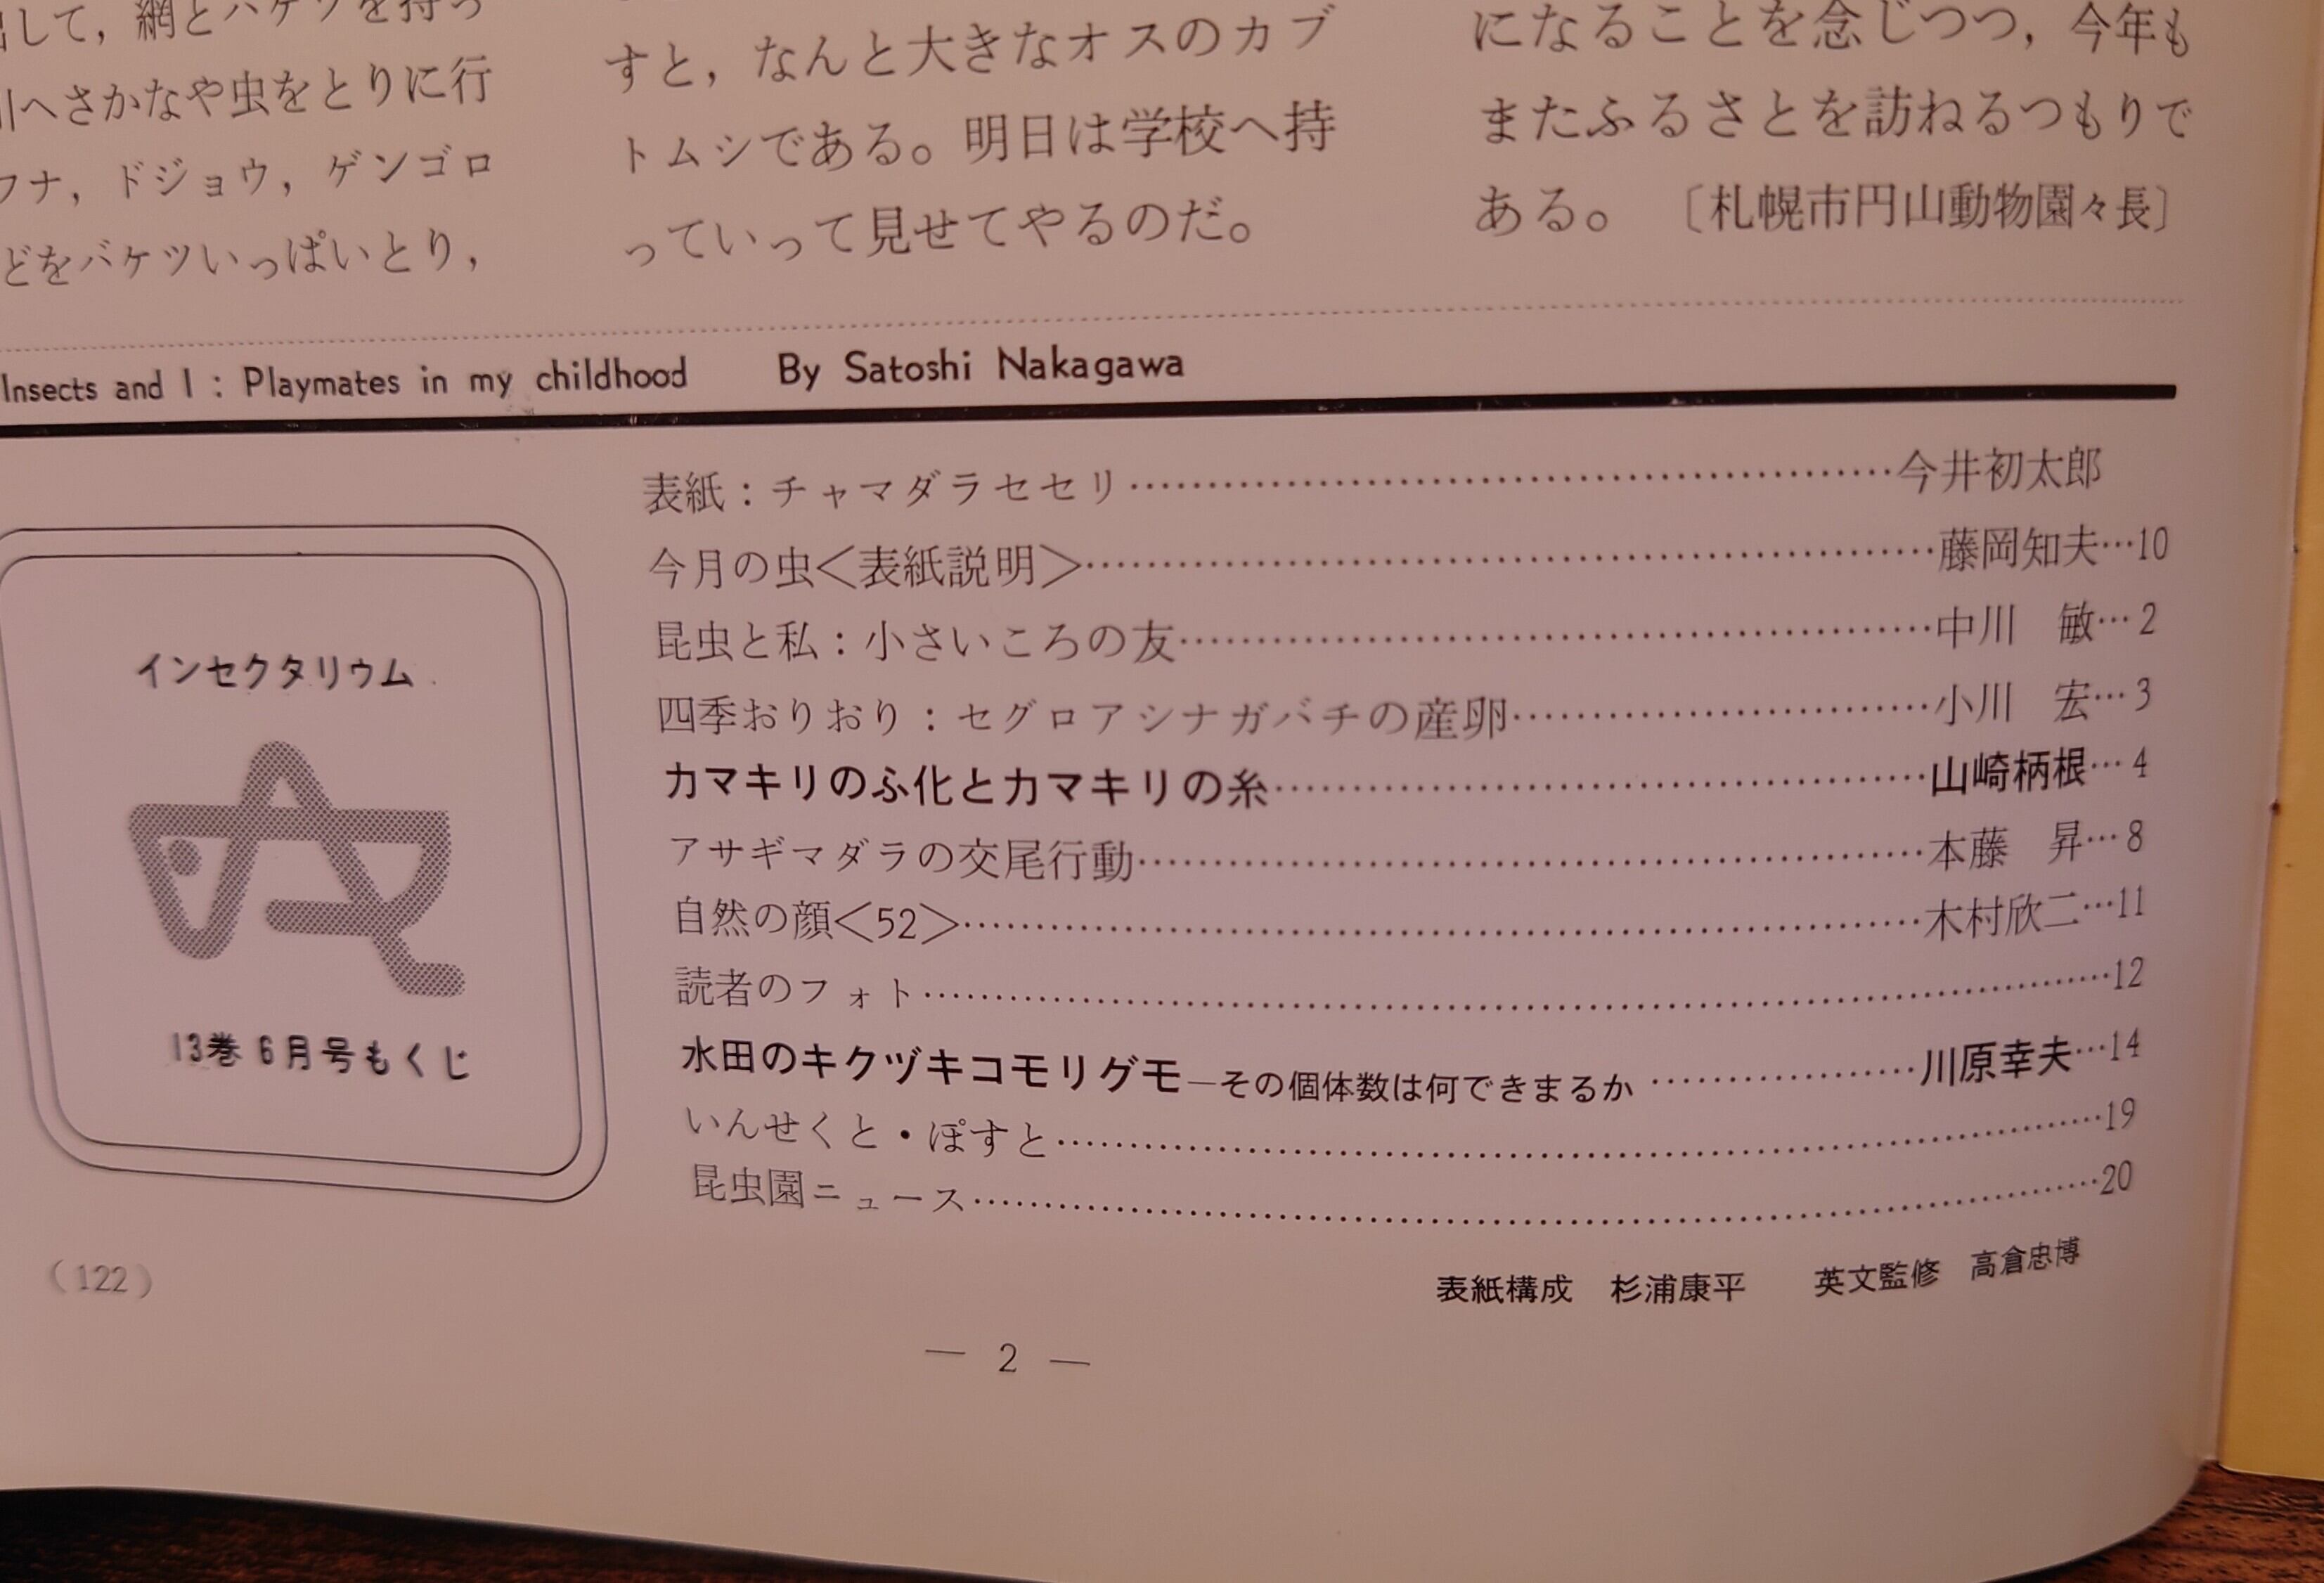 出して，網とバケツを持っ
川へさかなや虫をとりに行
フナ，ドジョウ，ゲンゴロ
どをバケツいっぱいとり，
すと，なんと大きなオスのカブ
トムシである。明日は学校へ持
っていって見せてやるのだ。
になることを念じつつ，今年も
またふるさとを訪ねるつもりで
ある。〔札幌市円山動物園々長〕
Insects and I : Playmates in my childhood By Satoshi Nakagawa
インセクタリウム
13巻 6月号もくじ
表紙：チャマダラセセリ……今井初太郎
今月の虫＜表紙説明＞……藤岡知夫…10
昆虫と私：小さいころの友……中川　敏…2
四季おりおり：セグロアシナガバチの産卵……小川　宏…3
カマキリのふ化とカマキリの糸……山崎柄根…4
アサギマダラの交尾行動……本藤　昇…8
自然の顔＜52＞……木村欣二…11
読者のフォト……12
水田のキクヅキコモリグモ—その個体数は何できまるか……川原幸夫…14
いんせくと・ぽすと……19
昆虫園ニュース……20
表紙構成　杉浦康平　　英文監修　高倉忠博
（122）
— 2 —